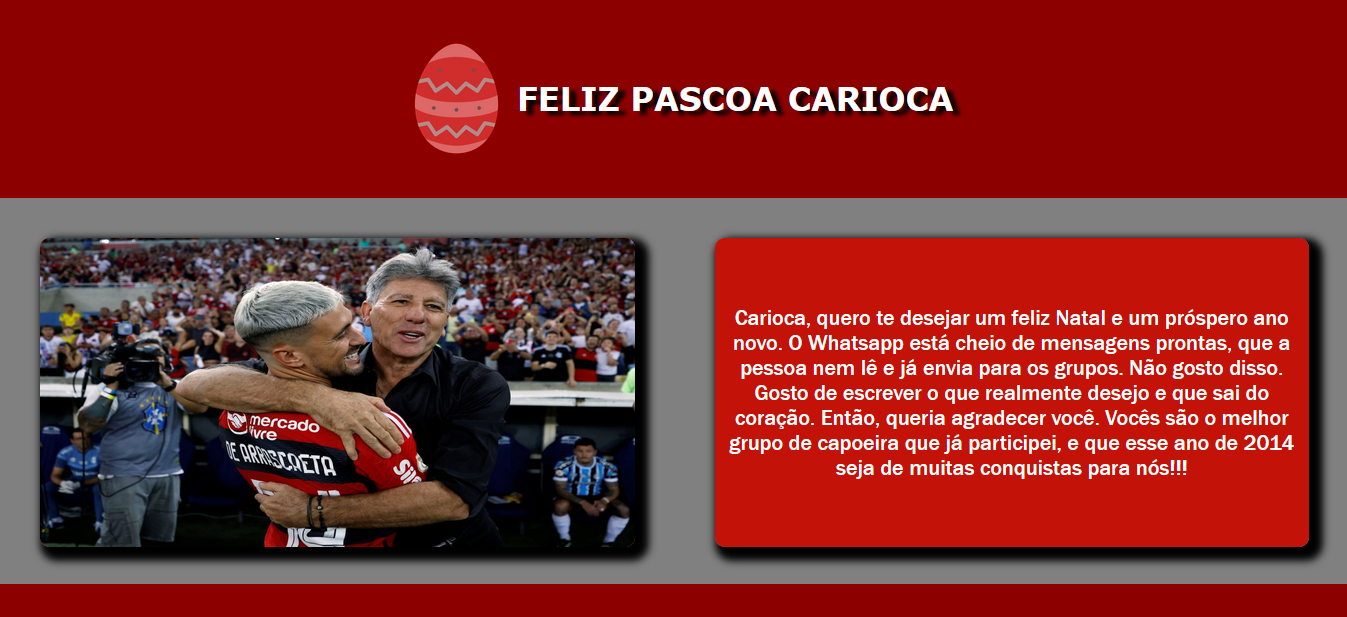 FELIZ PASCOA CARIOCA
mercado
livre
DE ARRASCAETA
Carioca, quero te desejar um feliz Natal e um próspero ano
novo. O Whatsapp está cheio de mensagens prontas, que a
pessoa nem lê e já envia para os grupos. Não gosto disso.
Gosto de escrever o que realmente desejo e que sai do
coração. Então, queria agradecer você. Vocês são o melhor
grupo de capoeira que já participei, e que esse ano de 2014
seja de muitas conquistas para nós!!!